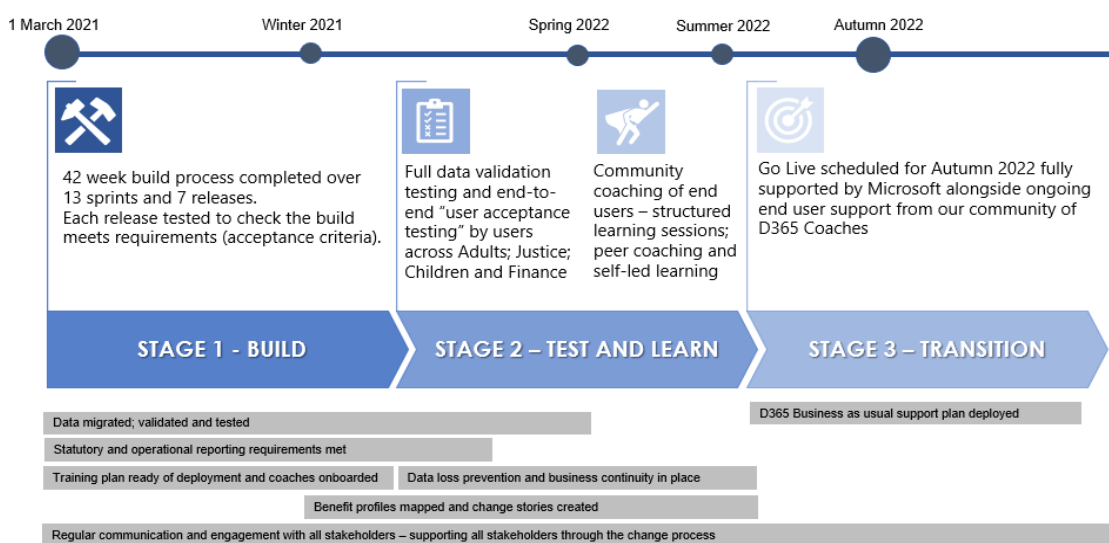 1 March 2021
Winter 2021
Spring 2022
Summer 2022
Autumn 2022
42 week build process completed over
13 sprints and 7 releases.
Each release tested to check the build
meets requirements (acceptance criteria).
Full data validation
testing and end-to-
end “user acceptance
testing” by users
across Adults; Justice;
Children and Finance
Community
coaching of end
users – structured
learning sessions;
peer coaching and
self-led learning
Go Live scheduled for Autumn 2022 fully
supported by Microsoft alongside ongoing
end user support from our community of
D365 Coaches
STAGE 1 - BUILD
STAGE 2 – TEST AND LEARN
STAGE 3 – TRANSITION
Data migrated; validated and tested
D365 Business as usual support plan deployed
Statutory and operational reporting requirements met
Training plan ready of deployment and coaches onboarded
Data loss prevention and business continuity in place
Benefit profiles mapped and change stories created
Regular communication and engagement with all stakeholders – supporting all stakeholders through the change process